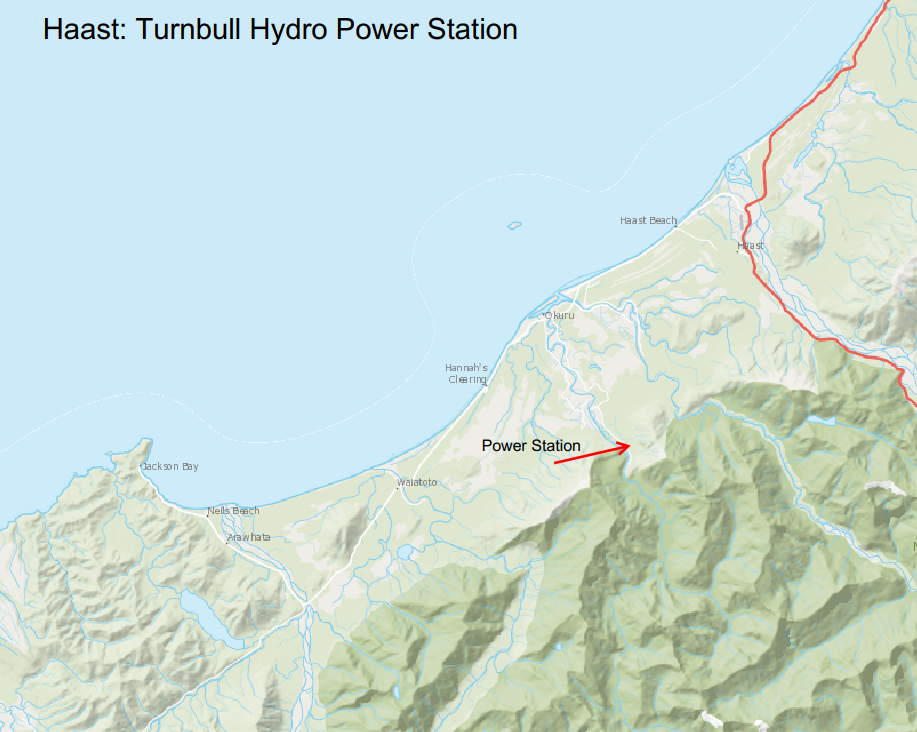 Haast: Turnbull Hydro Power Station
Haast Beach
Haast
Okuru
Hannah's
Clearing
Power Station
Jackson Bay
Waiatoto
Neils Beach
Arawhata
N